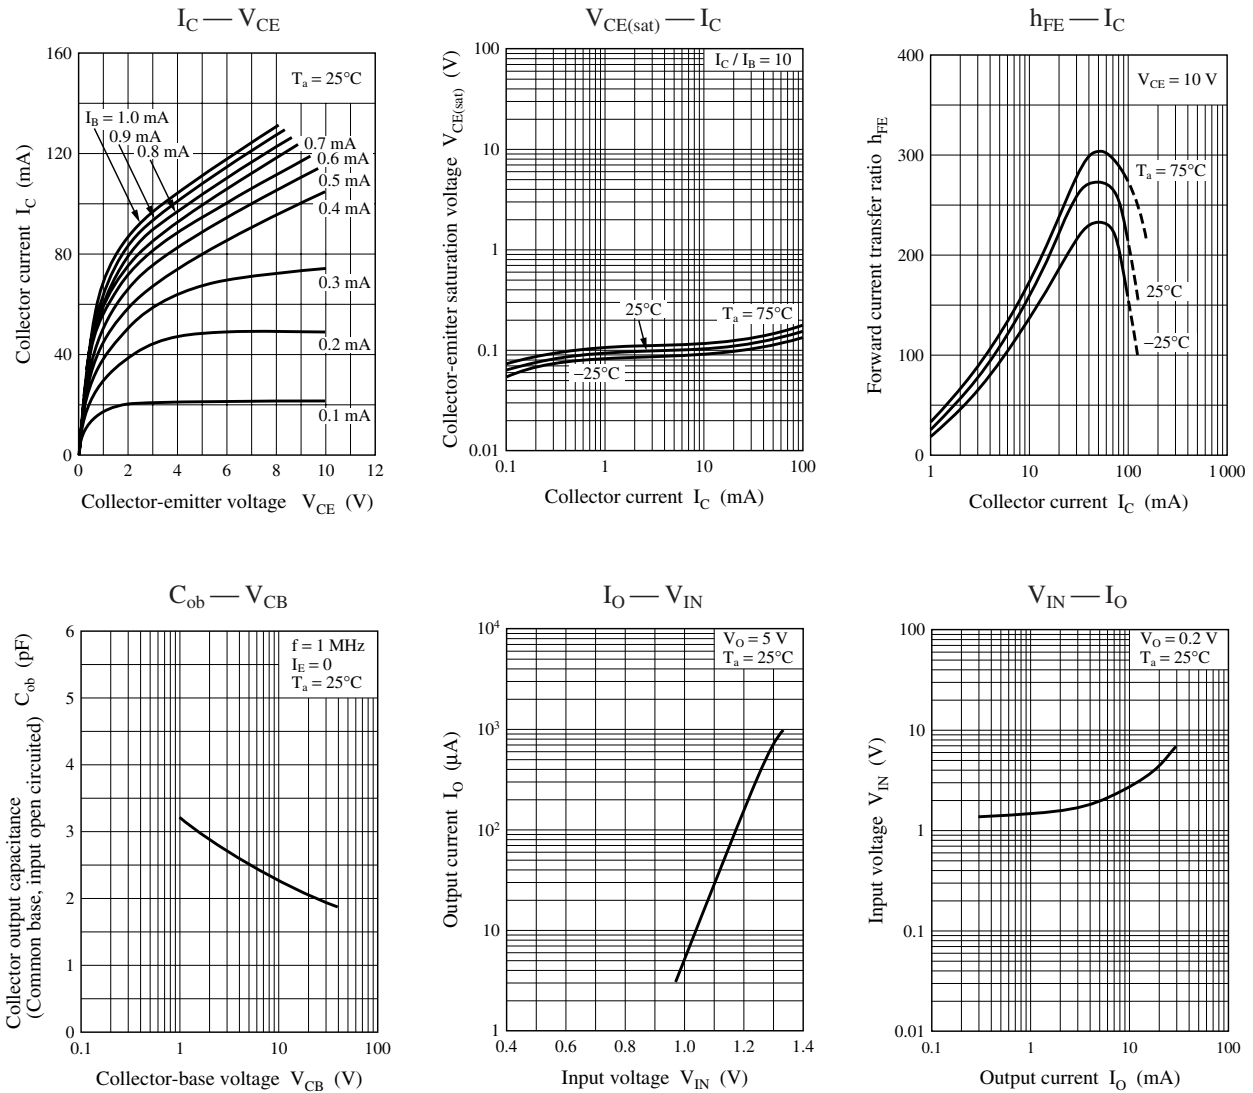 I_C — V_CE
160
120
80
40
0
0 2 4 6 8 10 12
Collector current I_C (mA)
Collector-emitter voltage V_CE (V)
T_a = 25°C
I_B = 1.0 mA
0.9 mA
0.8 mA
0.7 mA
0.6 mA
0.5 mA
0.4 mA
0.3 mA
0.2 mA
0.1 mA
V_CE(sat) — I_C
100
10
1
0.1
0.01
0.1 1 10 100
Collector-emitter saturation voltage V_CE(sat) (V)
Collector current I_C (mA)
I_C / I_B = 10
25°C
T_a = 75°C
−25°C
h_FE — I_C
400
300
200
100
0
1 10 100 1 000
Forward current transfer ratio h_FE
Collector current I_C (mA)
V_CE = 10 V
T_a = 75°C
25°C
−25°C
C_ob — V_CB
6
5
4
3
2
1
0
0.1 1 10 100
Collector output capacitance
(Common base, input open circuited) C_ob (pF)
Collector-base voltage V_CB (V)
f = 1 MHz
I_E = 0
T_a = 25°C
I_O — V_IN
10^4
10^3
10^2
10
1
0.4 0.6 0.8 1.0 1.2 1.4
Output current I_O (μA)
Input voltage V_IN (V)
V_O = 5 V
T_a = 25°C
V_IN — I_O
100
10
1
0.1
0.01
0.1 1 10 100
Input voltage V_IN (V)
Output current I_O (mA)
V_O = 0.2 V
T_a = 25°C